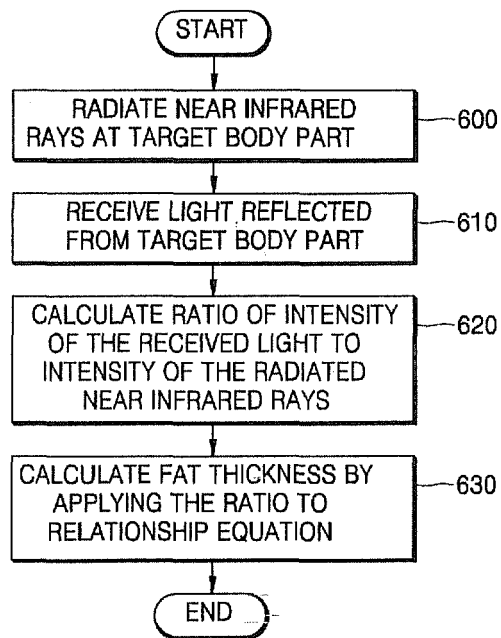 START
RADIATE NEAR INFRARED
RAYS AT TARGET BODY PART
600
RECEIVE LIGHT REFLECTED
FROM TARGET BODY PART
610
CALCULATE RATIO OF INTENSITY
OF THE RECEIVED LIGHT TO
INTENSITY OF THE RADIATED
NEAR INFRARED RAYS
620
CALCULATE FAT THICKNESS BY
APPLYING THE RATIO TO
RELATIONSHIP EQUATION
630
END